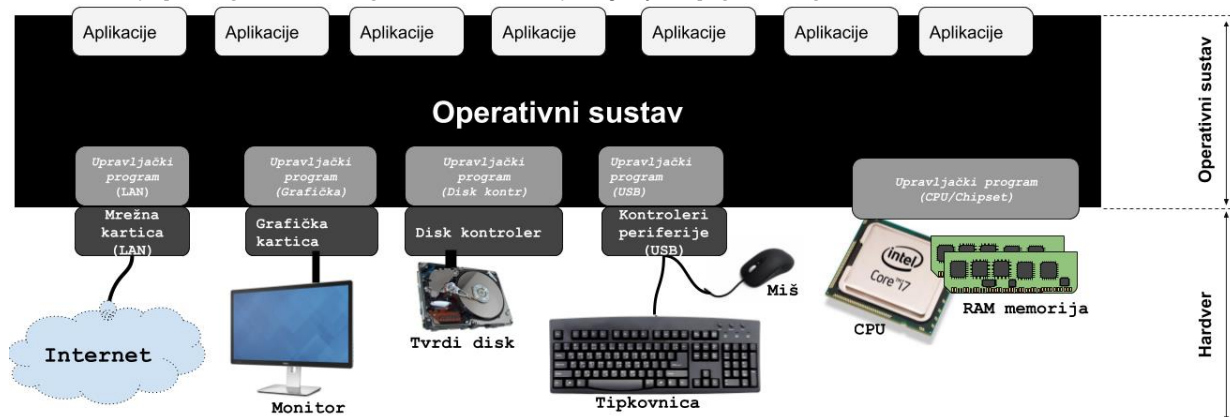 Aplikacije
Aplikacije
Aplikacije
Aplikacije
Aplikacije
Aplikacije
Aplikacije
Operativni sustav
Operativni sustav
Upravljački
program
(LAN)
Upravljački
program
(Grafička)
Upravljački
program
(Disk kontr)
Upravljački
program
(USB)
Upravljački program
(CPU/Chipset)
Mrežna
kartica
(LAN)
Grafička
kartica
Disk kontroler
Kontroleri
periferije
(USB)
Internet
Monitor
Tvrdi disk
Tipkovnica
Miš
intel
Core™i7
CPU
RAM memorija
Hardver